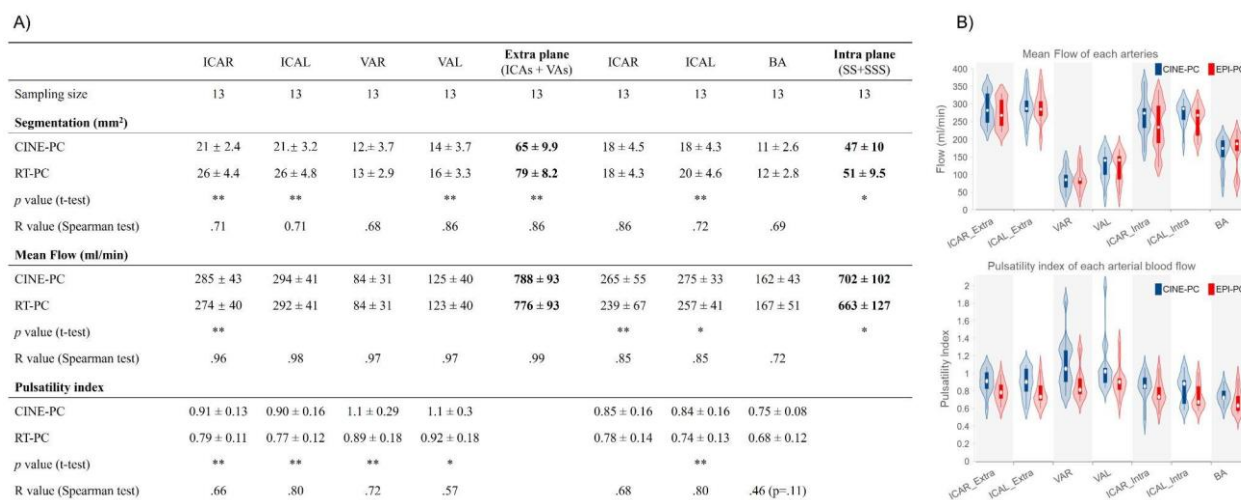 A)
ICAR ICAL VAR VAL Extra plane (ICAs + VAs) ICAR ICAL BA Intra plane (SS+SSS)
Sampling size 13 13 13 13 13 13 13 13 13
Segmentation (mm²)
CINE-PC 21 ± 2.4 21.± 3.2 12.± 3.7 14 ± 3.7 65 ± 9.9 18 ± 4.5 18 ± 4.3 11 ± 2.6 47 ± 10
RT-PC 26 ± 4.4 26 ± 4.8 13 ± 2.9 16 ± 3.3 79 ± 8.2 18 ± 4.3 20 ± 4.6 12 ± 2.8 51 ± 9.5
p value (t-test) ** ** ** ** ** *
R value (Spearman test) .71 0.71 .68 .86 .86 .86 .72 .69
Mean Flow (ml/min)
CINE-PC 285 ± 43 294 ± 41 84 ± 31 125 ± 40 788 ± 93 265 ± 55 275 ± 33 162 ± 43 702 ± 102
RT-PC 274 ± 40 292 ± 41 84 ± 31 123 ± 40 776 ± 93 239 ± 67 257 ± 41 167 ± 51 663 ± 127
p value (t-test) ** ** * *
R value (Spearman test) .96 .98 .97 .97 .99 .85 .85 .72
Pulsatility index
CINE-PC 0.91 ± 0.13 0.90 ± 0.16 1.1 ± 0.29 1.1 ± 0.3 0.85 ± 0.16 0.84 ± 0.16 0.75 ± 0.08
RT-PC 0.79 ± 0.11 0.77 ± 0.12 0.89 ± 0.18 0.92 ± 0.18 0.78 ± 0.14 0.74 ± 0.13 0.68 ± 0.12
p value (t-test) ** ** ** * **
R value (Spearman test) .66 .80 .72 .57 .68 .80 .46 (p=.11)
B)
Mean Flow of each arteries
CINE-PC EPI-PC
Flow (ml/min)
400
350
300
250
200
150
100
50
0
ICAR_Extra ICAL_Extra VAR VAL ICAR_Intra ICAL_Intra BA
Pulsatility index of each arterial blood flow
CINE-PC EPI-PC
Pulsatility Index
2
1.8
1.6
1.4
1.2
1
0.8
0.6
0.4
0.2
0
ICAR_Extra ICAL_Extra VAR VAL ICAR_Intra ICAL_Intra BA